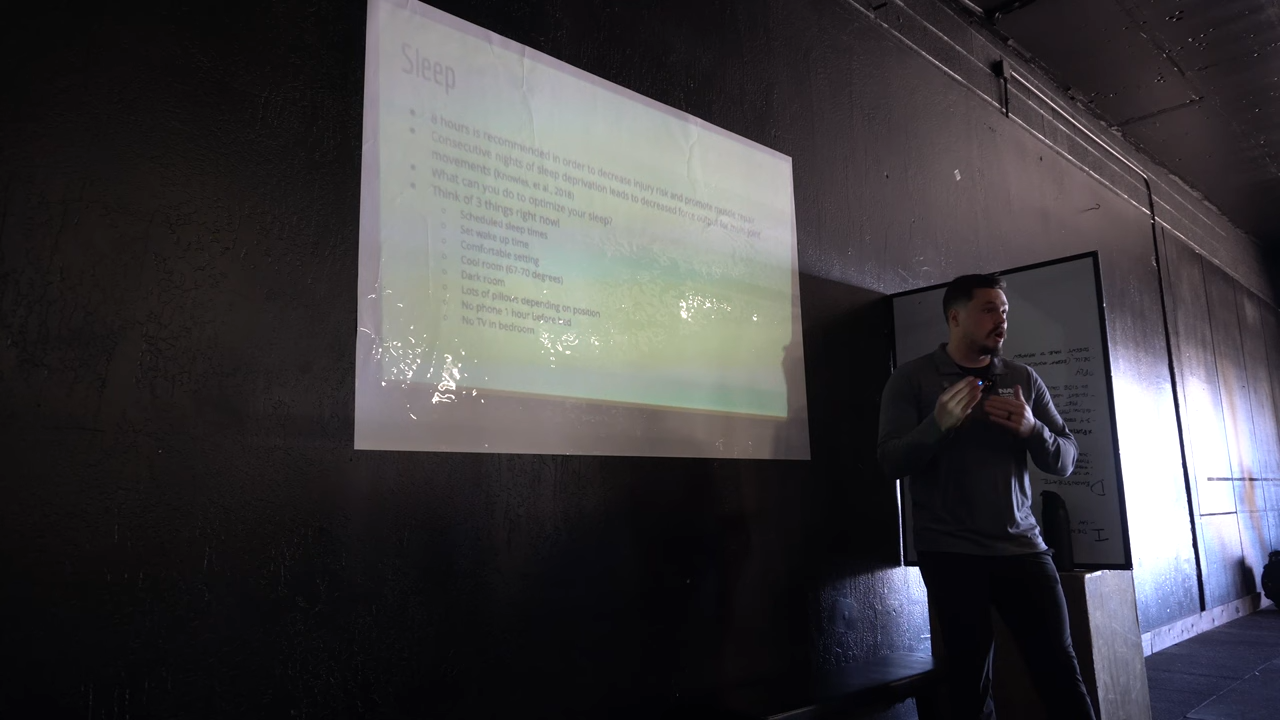 Sleep
8 hours is recommended in order to decrease injury risk and promote muscle repair
Consecutive nights of sleep deprivation leads to decreased force output for multi-joint
movements (Knowles, et al., 2018)
What can you do to optimize your sleep?
Think of 3 things right now!
Scheduled sleep times
Set wake up time
Comfortable setting
Cool room (67-70 degrees)
Dark room
Lots of pillows depending on position
No phone 1 hour before bed
No TV in bedroom